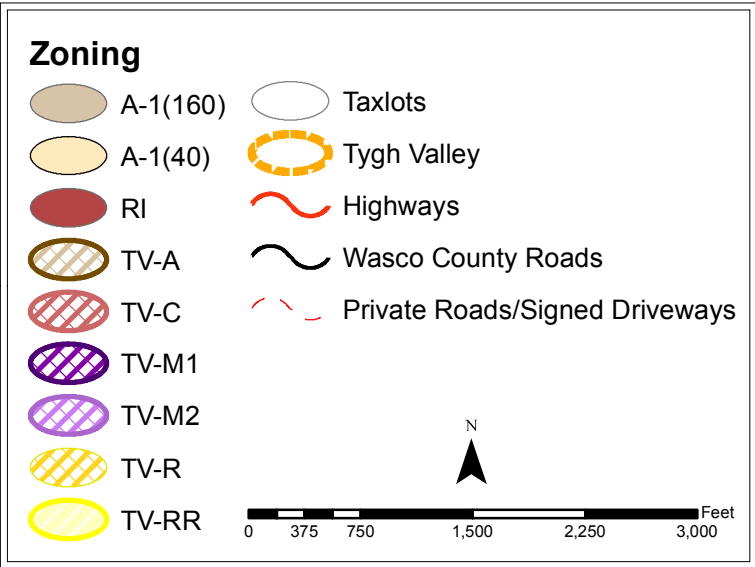 Zoning
A-1(160)
A-1(40)
RI
TV-A
TV-C
TV-M1
TV-M2
TV-R
TV-RR
Taxlots
Tygh Valley
Highways
Wasco County Roads
Private Roads/Signed Driveways
N
Feet
0 375 750 1,500 2,250 3,000